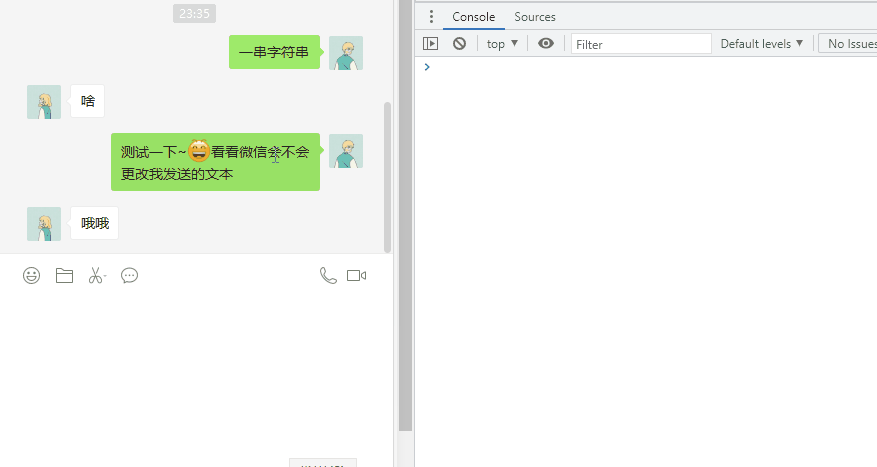 23:35
一串字符串
啥
测试一下~看看微信会不会
更改我发送的文本
哦哦
Console
Sources
top ▼
Filter
Default levels ▼
No Issues
>